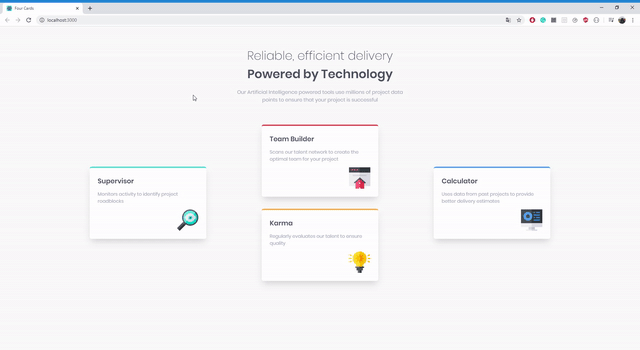 Four Cards
localhost:3000
Reliable, efficient delivery
Powered by Technology
Our Artificial Intelligence powered tools use millions of project data
points to ensure that your project is successful
Team Builder
Scans our talent network to create the
optimal team for your project
Supervisor
Monitors activity to identify project
roadblocks
Calculator
Uses data from past projects to provide
better delivery estimates
Karma
Regularly evaluates our talent to ensure
quality